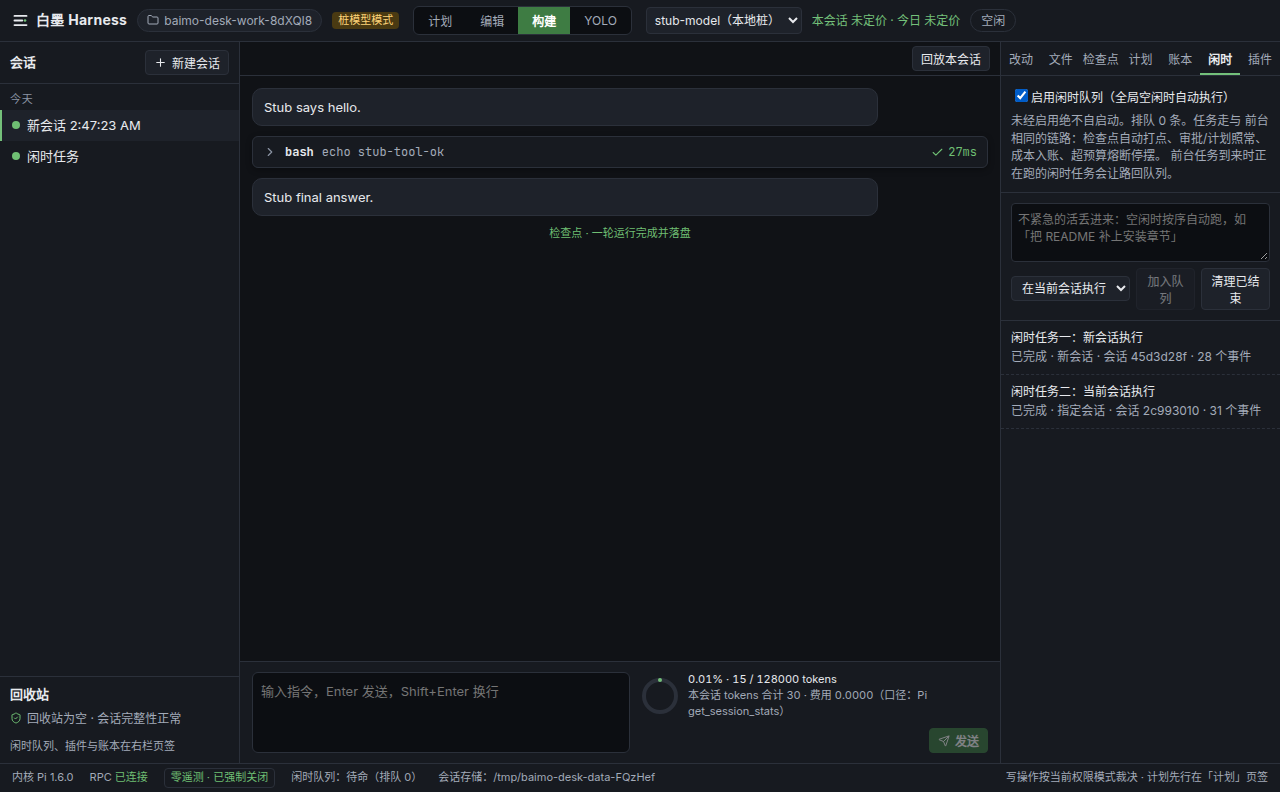 白墨 Harness
baimo-desk-work-8dXQI8
桩模型模式
计划 编辑 构建 YOLO
stub-model（本地桩）
本会话 未定价 · 今日 未定价
空闲
会话
新建会话
今天
新会话 2:47:23 AM
闲时任务
回收站
回收站为空 · 会话完整性正常
闲时队列、插件与账本在右栏页签
回放本会话
Stub says hello.
bash echo stub-tool-ok
27ms
Stub final answer.
检查点 · 一轮运行完成并落盘
输入指令，Enter 发送，Shift+Enter 换行
0.01% · 15 / 128000 tokens
本会话 tokens 合计 30 · 费用 0.0000（口径：Pi
get_session_stats）
发送
改动 文件 检查点 计划 账本 闲时 插件
启用闲时队列（全局空闲时自动执行）
未经启用绝不自启动。排队 0 条。任务走与 前台
相同的链路：检查点自动打点、审批/计划照常、
成本入账、超预算熔断停摆。 前台任务到来时正
在跑的闲时任务会让路回队列。
不紧急的活丢进来：空闲时按序自动跑，如
「把 README 补上安装章节」
在当前会话执行
加入队
列
清理已结
束
闲时任务一：新会话执行
已完成 · 新会话 · 会话 45d3d28f · 28 个事件
闲时任务二：当前会话执行
已完成 · 指定会话 · 会话 2c993010 · 31 个事件
内核 Pi 1.6.0
RPC 已连接
零遥测 · 已强制关闭
闲时队列：待命（排队 0）
会话存储：/tmp/baimo-desk-data-FQzHef
写操作按当前权限模式裁决 · 计划先行在「计划」页签